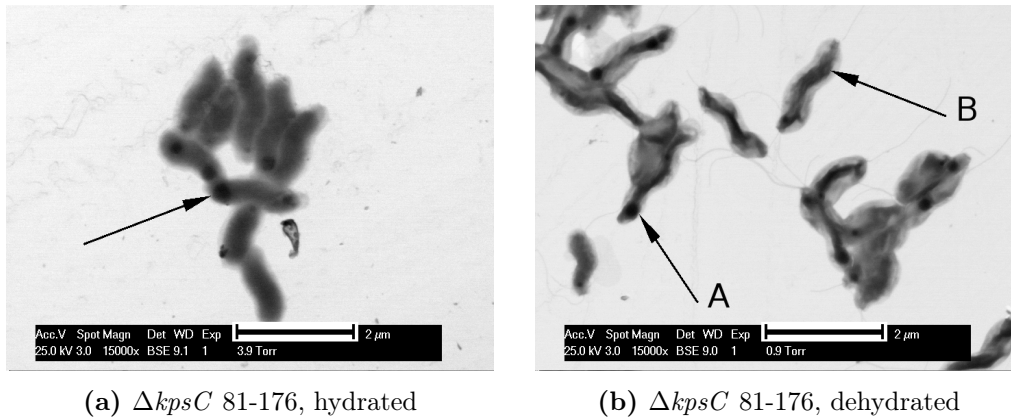 A
B
Acc.V Spot Magn Det WD Exp 2 µm
25.0 kV 3.0 15000x BSE 9.1 1 3.9 Torr
Acc.V Spot Magn Det WD Exp 2 µm
25.0 kV 3.0 15000x BSE 9.0 1 0.9 Torr
(a) ΔkpsC 81-176, hydrated
(b) ΔkpsC 81-176, dehydrated